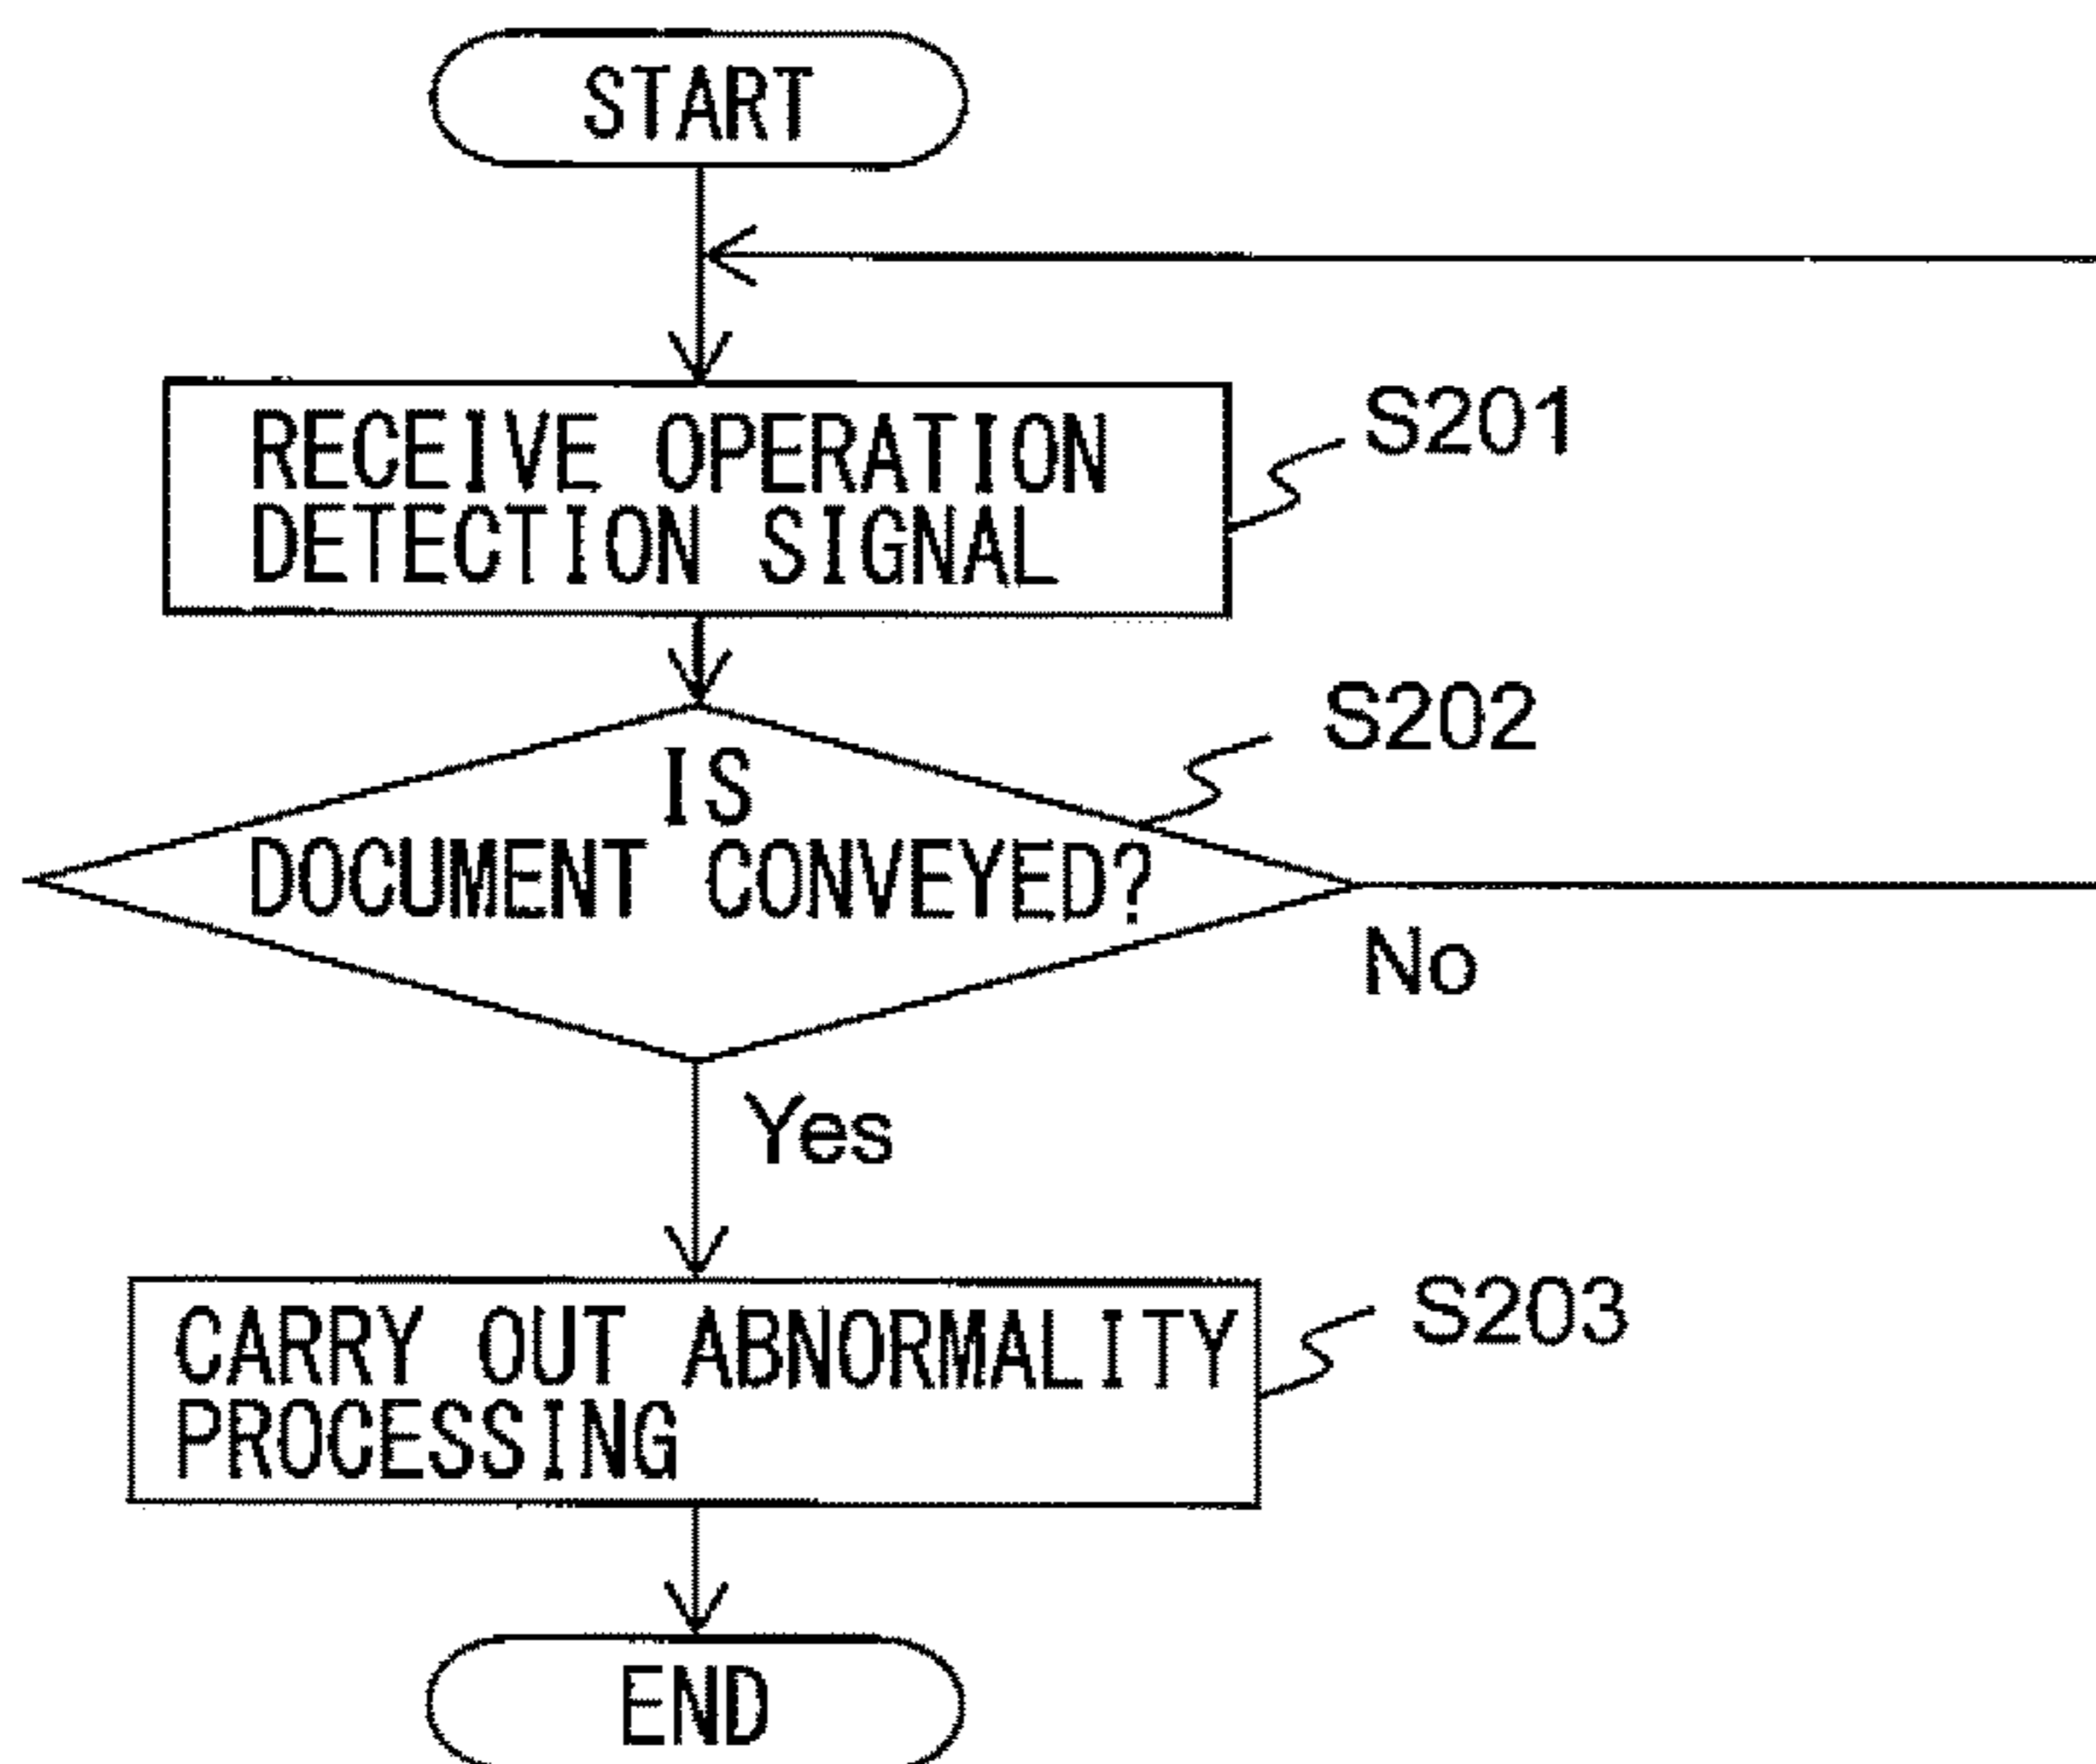 START
RECEIVE OPERATION
DETECTION SIGNAL
S201
IS
DOCUMENT CONVEYED?
S202
No
Yes
CARRY OUT ABNORMALITY
PROCESSING
S203
END